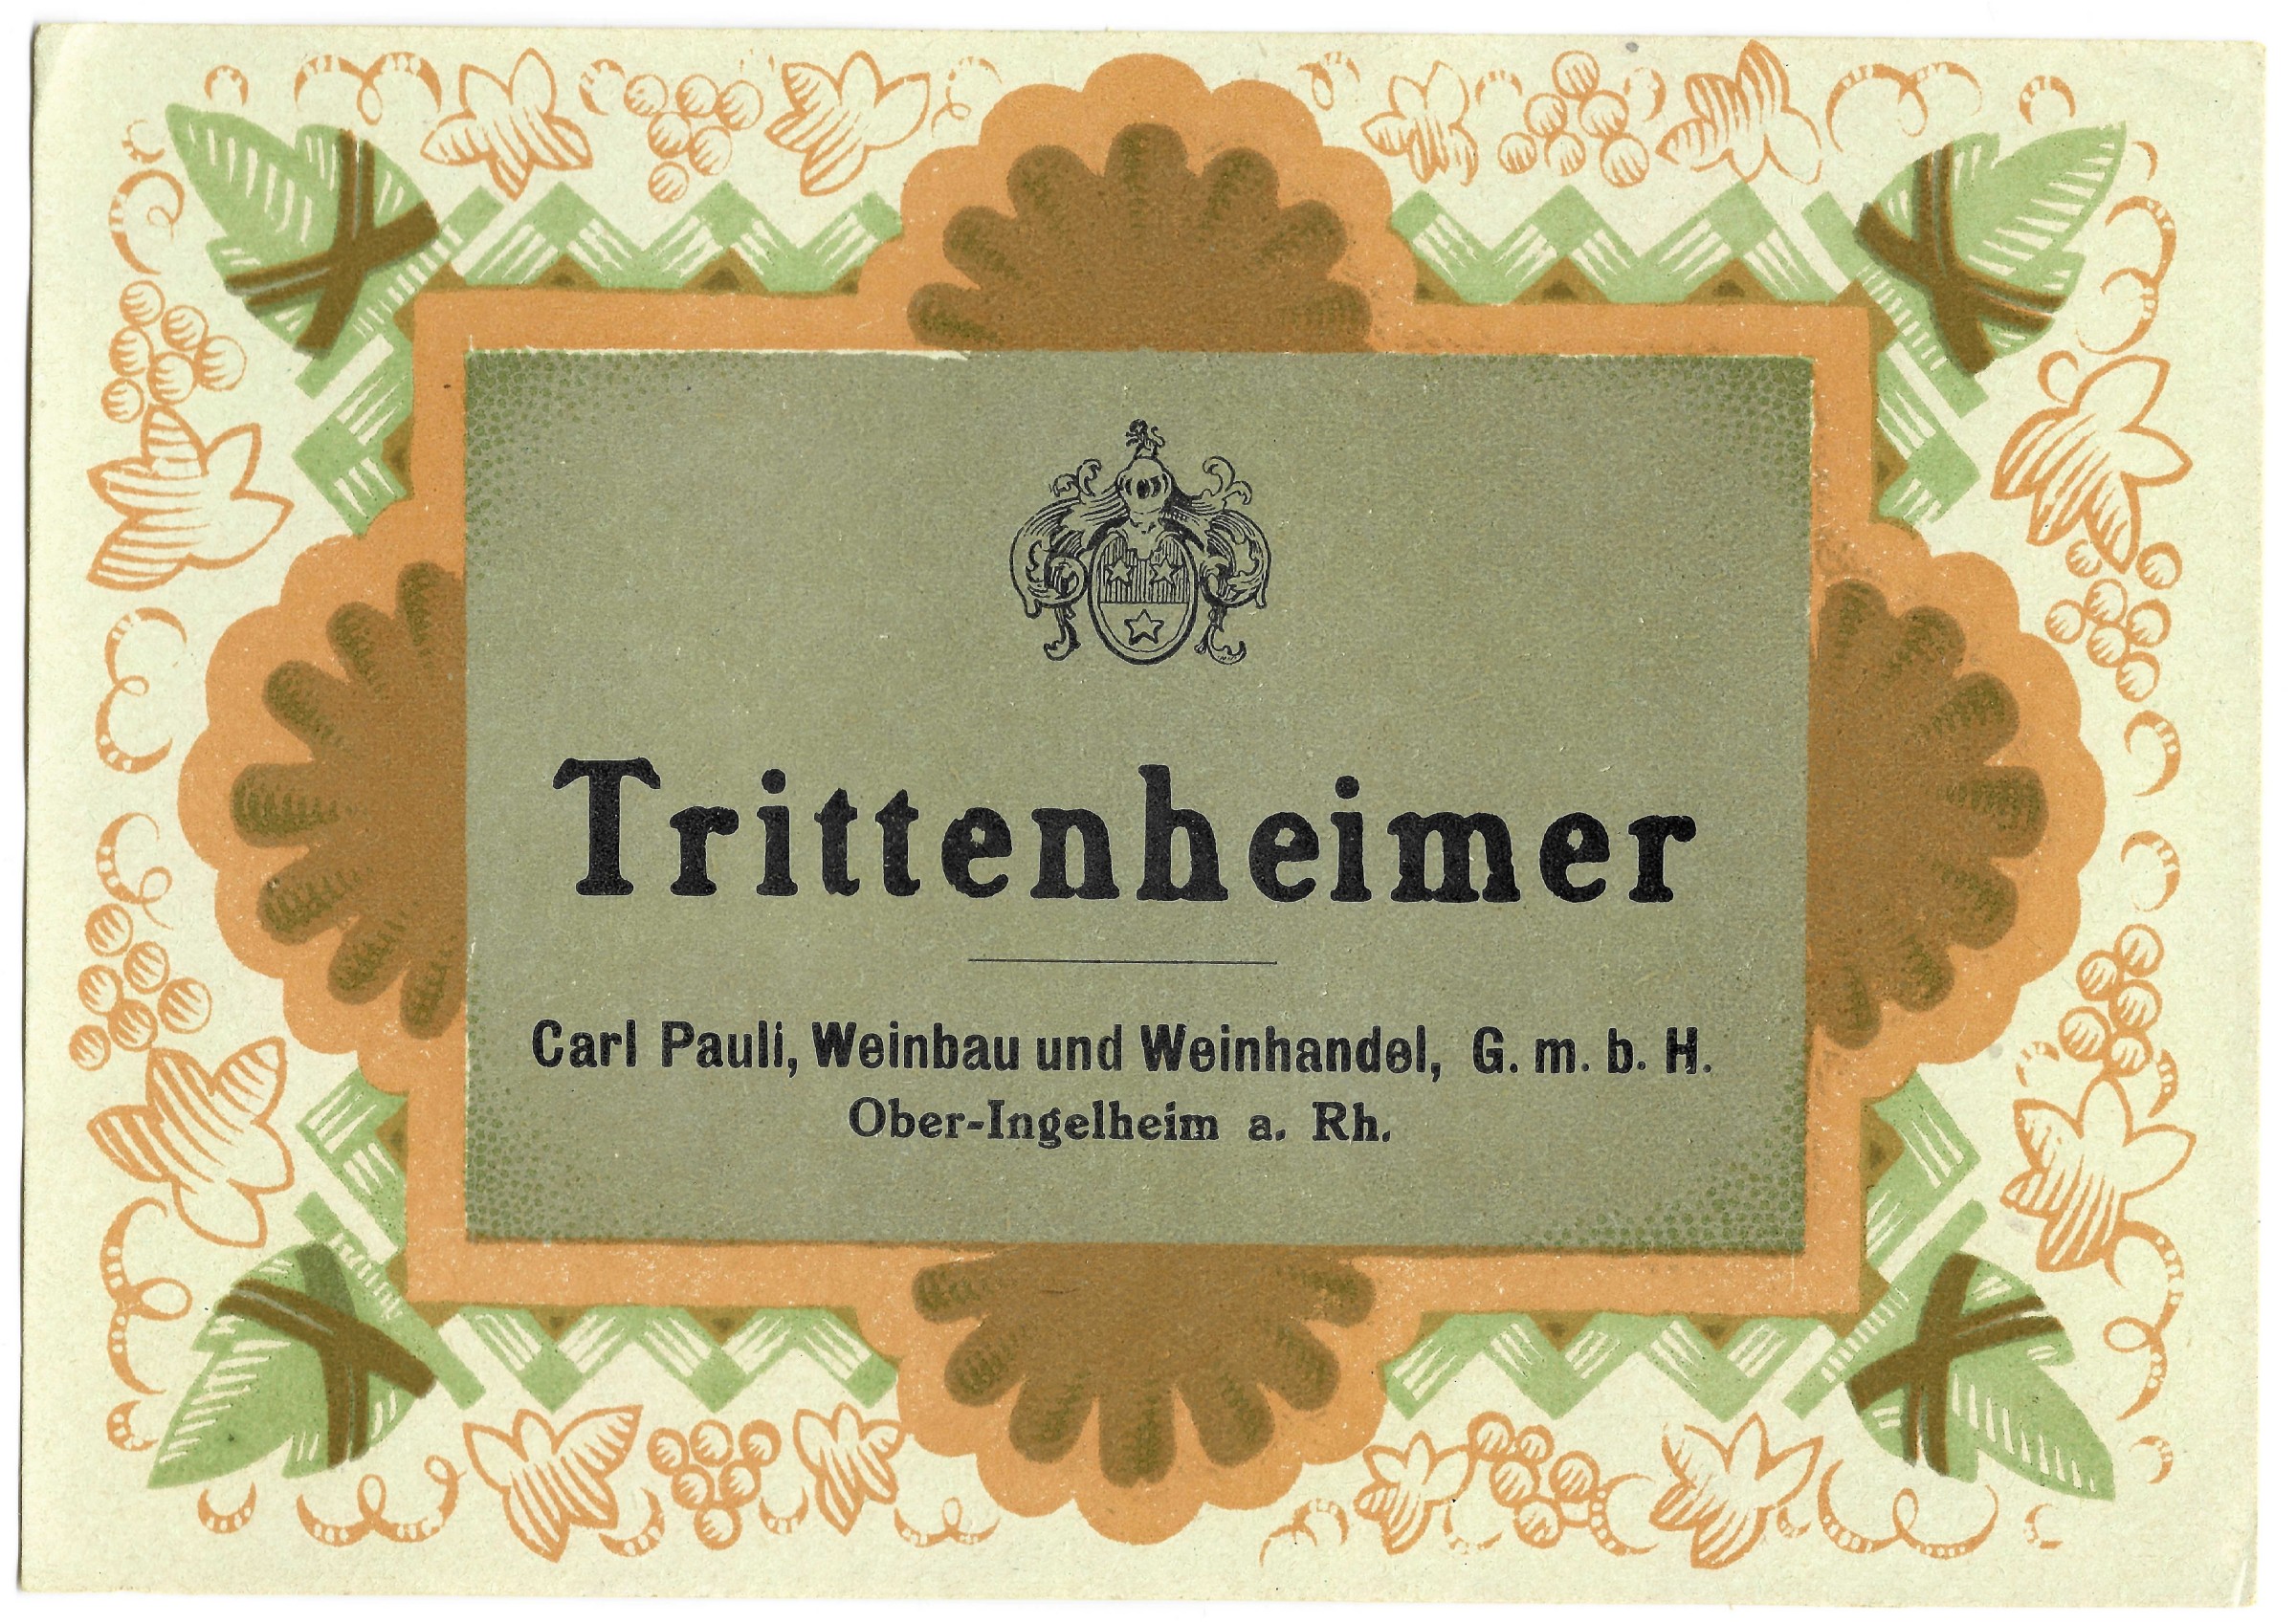 Trittenheimer
Carl Pauli, Weinbau und Weinhandel, G. m. b. H.
Ober-Ingelheim a. Rh.